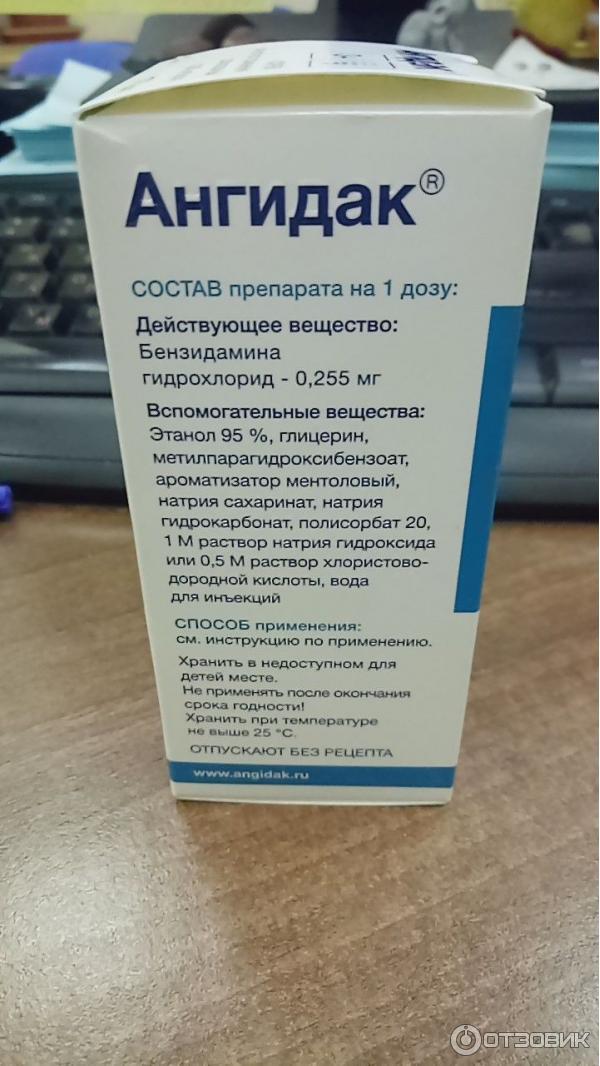 Ангидак®
СОСТАВ препарата на 1 дозу:
Действующее вещество:
Бензидамина
гидрохлорид - 0,255 мг
Вспомогательные вещества:
Этанол 95 %, глицерин,
метилпарагидроксибензоат,
ароматизатор ментоловый,
натрия сахаринат, натрия
гидрокарбонат, полисорбат 20,
1 М раствор натрия гидроксида
или 0,5 М раствор хлористово-
дородной кислоты, вода
для инъекций
СПОСОБ применения:
см. инструкцию по применению.
Хранить в недоступном для
детей месте.
Не применять после окончания
срока годности!
Хранить при температуре
не выше 25 °С.
ОТПУСКАЮТ БЕЗ РЕЦЕПТА
www.angidak.ru
ОТЗОВИК